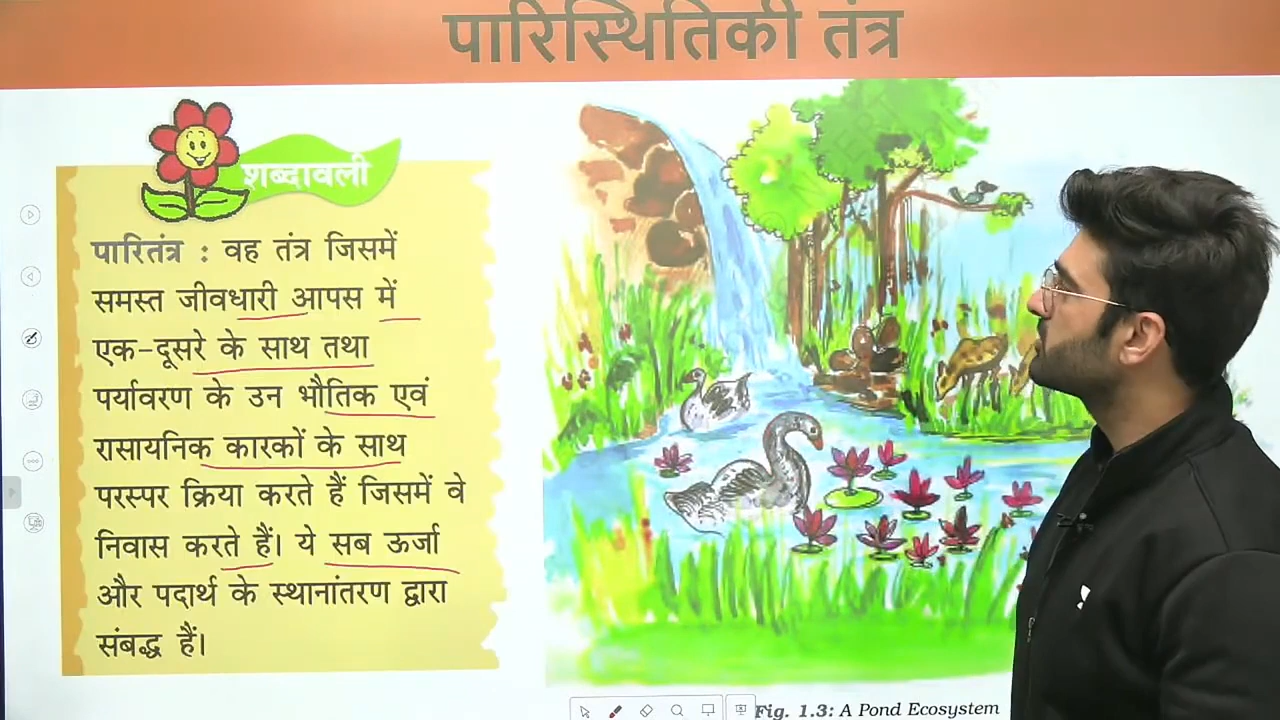 पारिस्थितिकी तंत्र
शब्दावली
पारितंत्र : वह तंत्र जिसमें
समस्त जीवधारी आपस में
एक-दूसरे के साथ तथा
पर्यावरण के उन भौतिक एवं
रासायनिक कारकों के साथ
परस्पर क्रिया करते हैं जिसमें वे
निवास करते हैं। ये सब ऊर्जा
और पदार्थ के स्थानांतरण द्वारा
संबद्ध हैं।
Fig. 1.3: A Pond Ecosystem